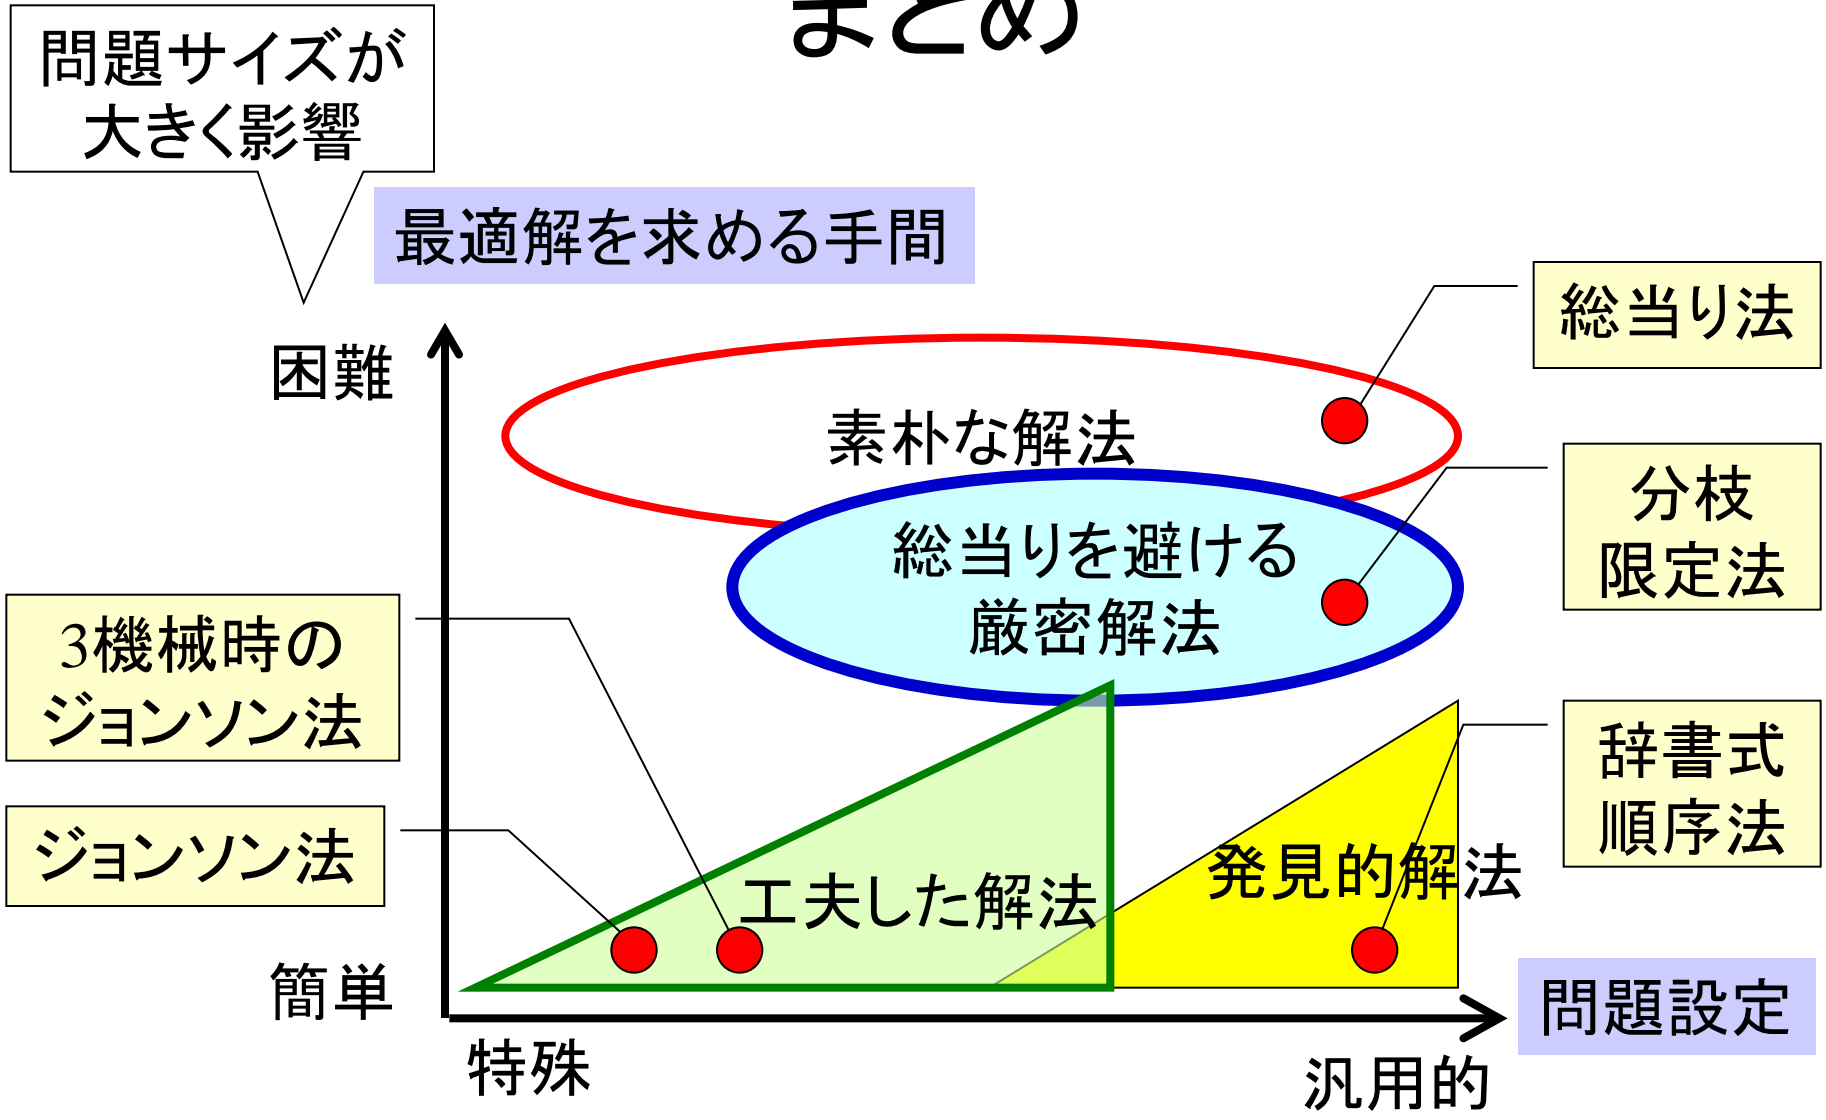 まとめ
問題サイズが
大きく影響
最適解を求める手間
総当り法
困難
素朴な解法
分枝
限定法
総当りを避ける
厳密解法
3機械時の
ジョンソン法
辞書式
順序法
ジョンソン法
発見的解法
工夫した解法
簡単
問題設定
特殊
汎用的